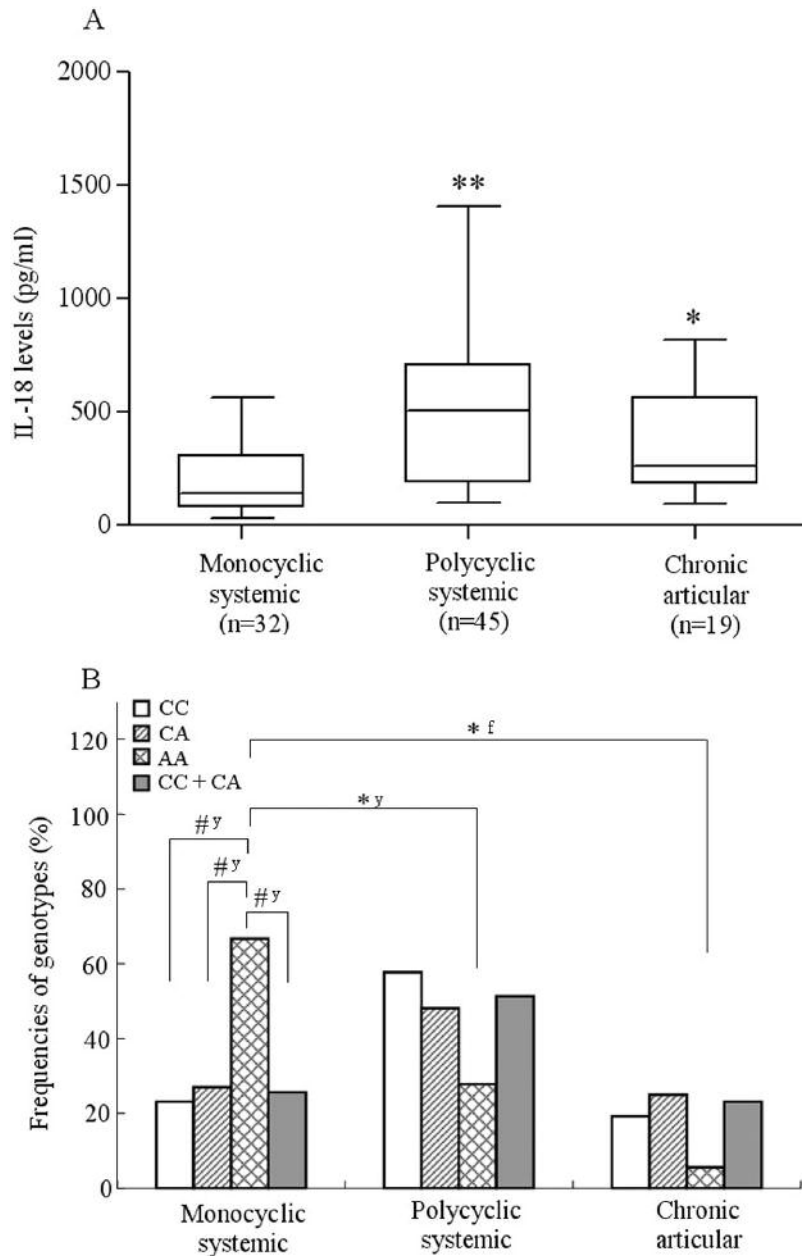 A
2000
1500
1000
500
0
IL-18 levels (pg/ml)
**
*
Monocyclic
systemic
(n=32)
Polycyclic
systemic
(n=45)
Chronic
articular
(n=19)
B
CC
CA
AA
CC + CA
120
100
80
60
40
20
0
Frequencies of genotypes (%)
* f
* y
# y
# y
# y
Monocyclic
systemic
Polycyclic
systemic
Chronic
articular